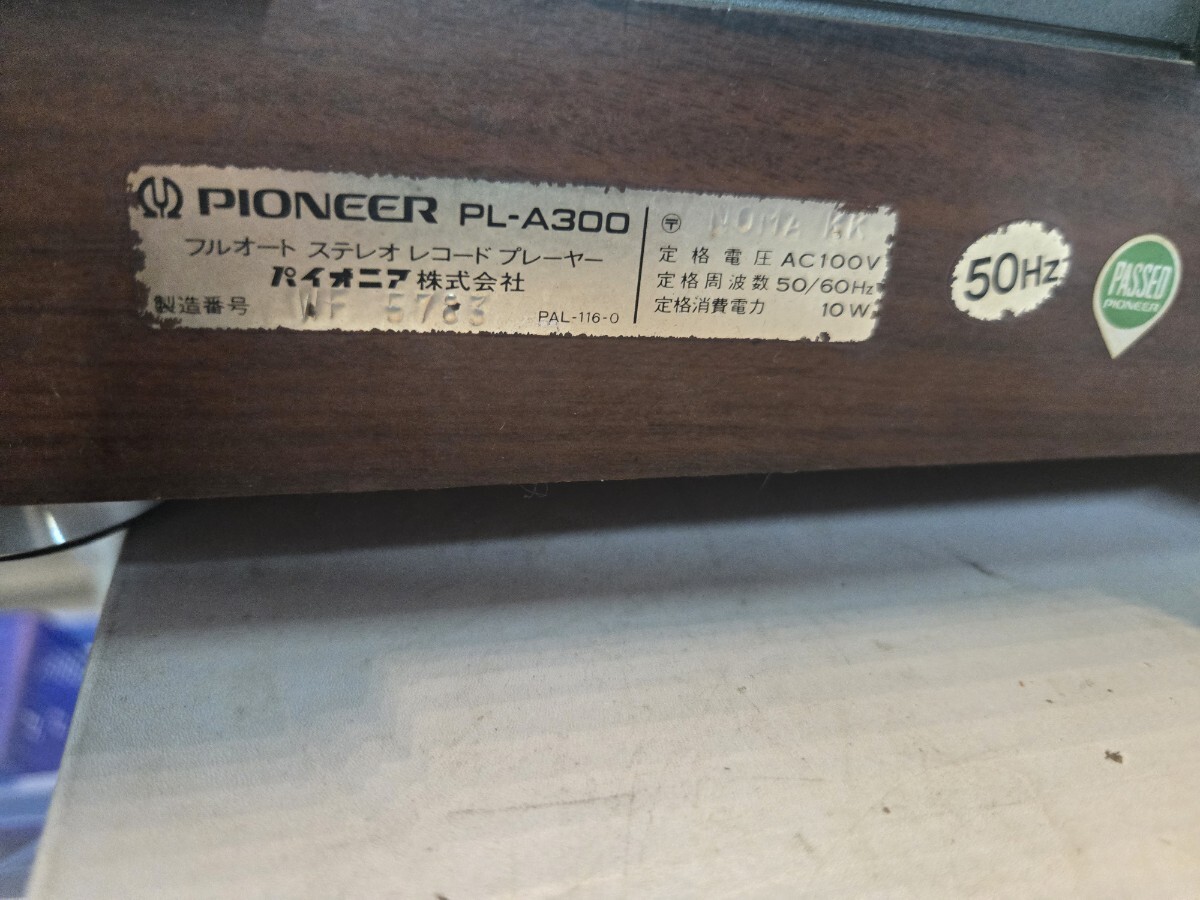 PIONEER PL-A300
フルオート ステレオ レコード プレーヤー
パイオニア株式会社
製造番号 WF 5783
PAL-116-0
〒 NOMA KK
定格電圧 AC100V
定格周波数 50/60Hz
定格消費電力 10W
50Hz
PASSED
PIONEER